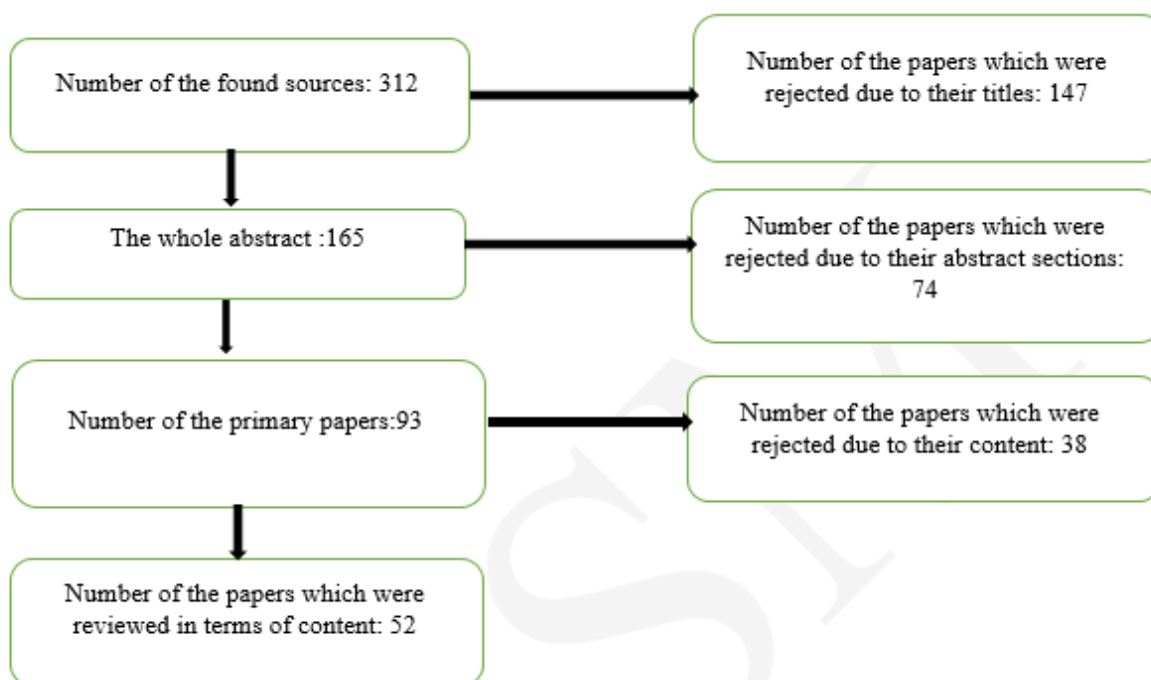 Number of the found sources: 312
Number of the papers which were
rejected due to their titles: 147
The whole abstract :165
Number of the papers which were
rejected due to their abstract sections:
74
Number of the primary papers:93
Number of the papers which were
rejected due to their content: 38
Number of the papers which were
reviewed in terms of content: 52